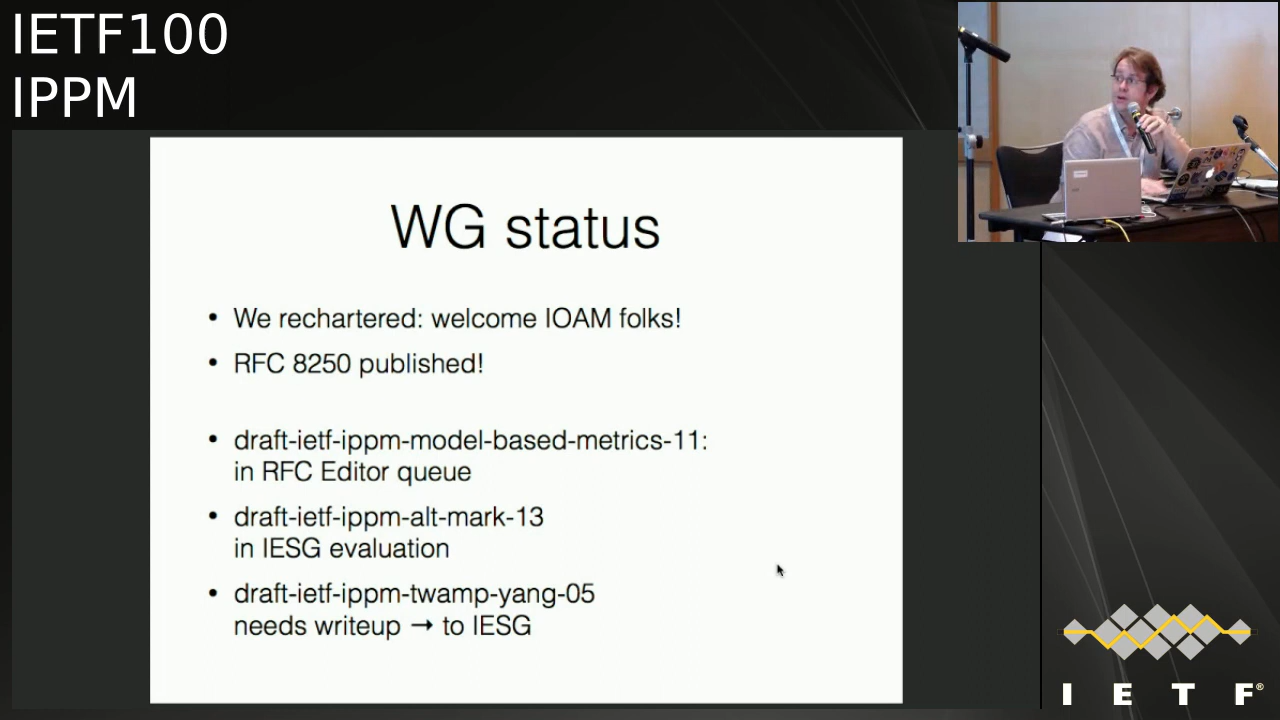 IETF100
IPPM
WG status
• We rechartered: welcome IOAM folks!
• RFC 8250 published!
• draft-ietf-ippm-model-based-metrics-11:
in RFC Editor queue
• draft-ietf-ippm-alt-mark-13
in IESG evaluation
• draft-ietf-ippm-twamp-yang-05
needs writeup → to IESG
I E T F®